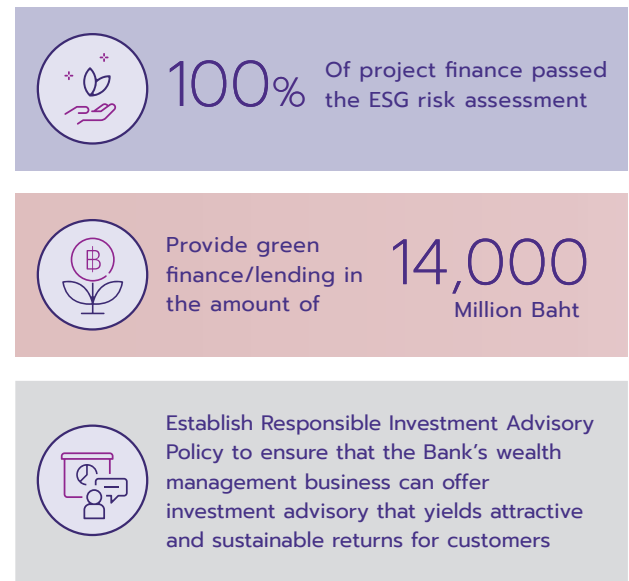 100% Of project finance passed
the ESG risk assessment
Provide green
finance/lending in
the amount of
14,000
Million Baht
Establish Responsible Investment Advisory
Policy to ensure that the Bank's wealth
management business can offer
investment advisory that yields attractive
and sustainable returns for customers